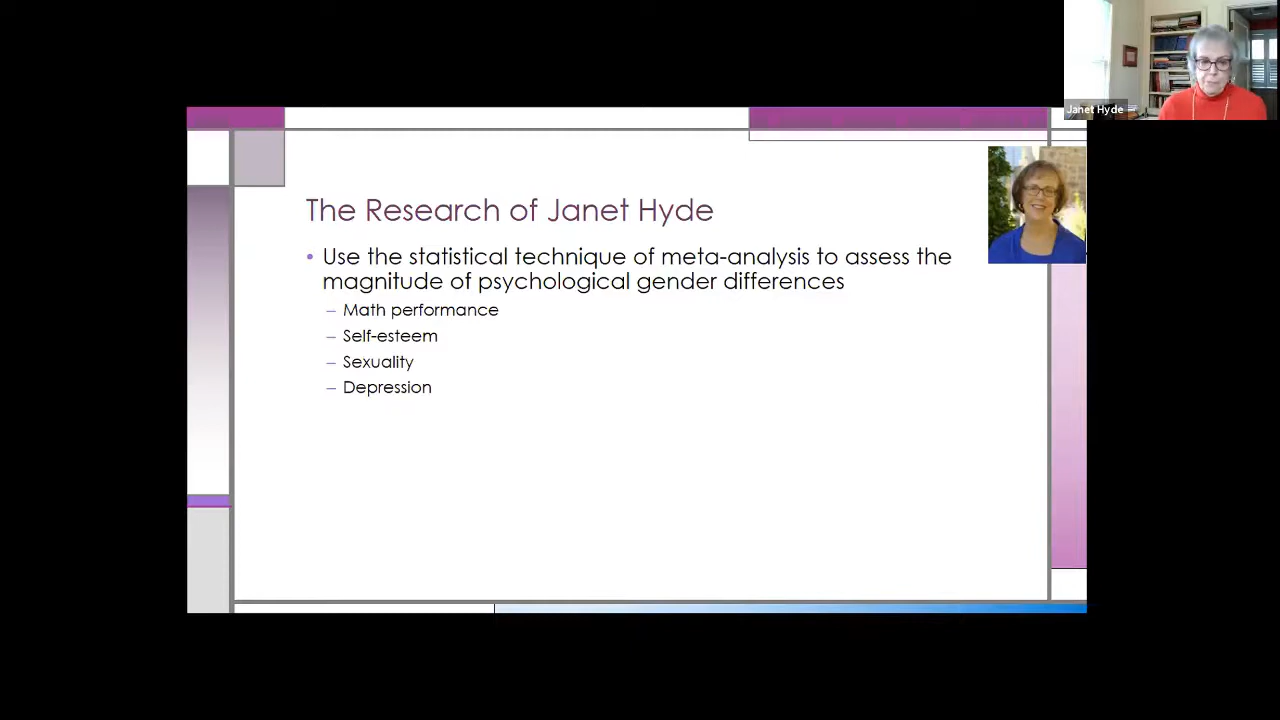 Janet Hyde
The Research of Janet Hyde
• Use the statistical technique of meta-analysis to assess the
magnitude of psychological gender differences
– Math performance
– Self-esteem
– Sexuality
– Depression